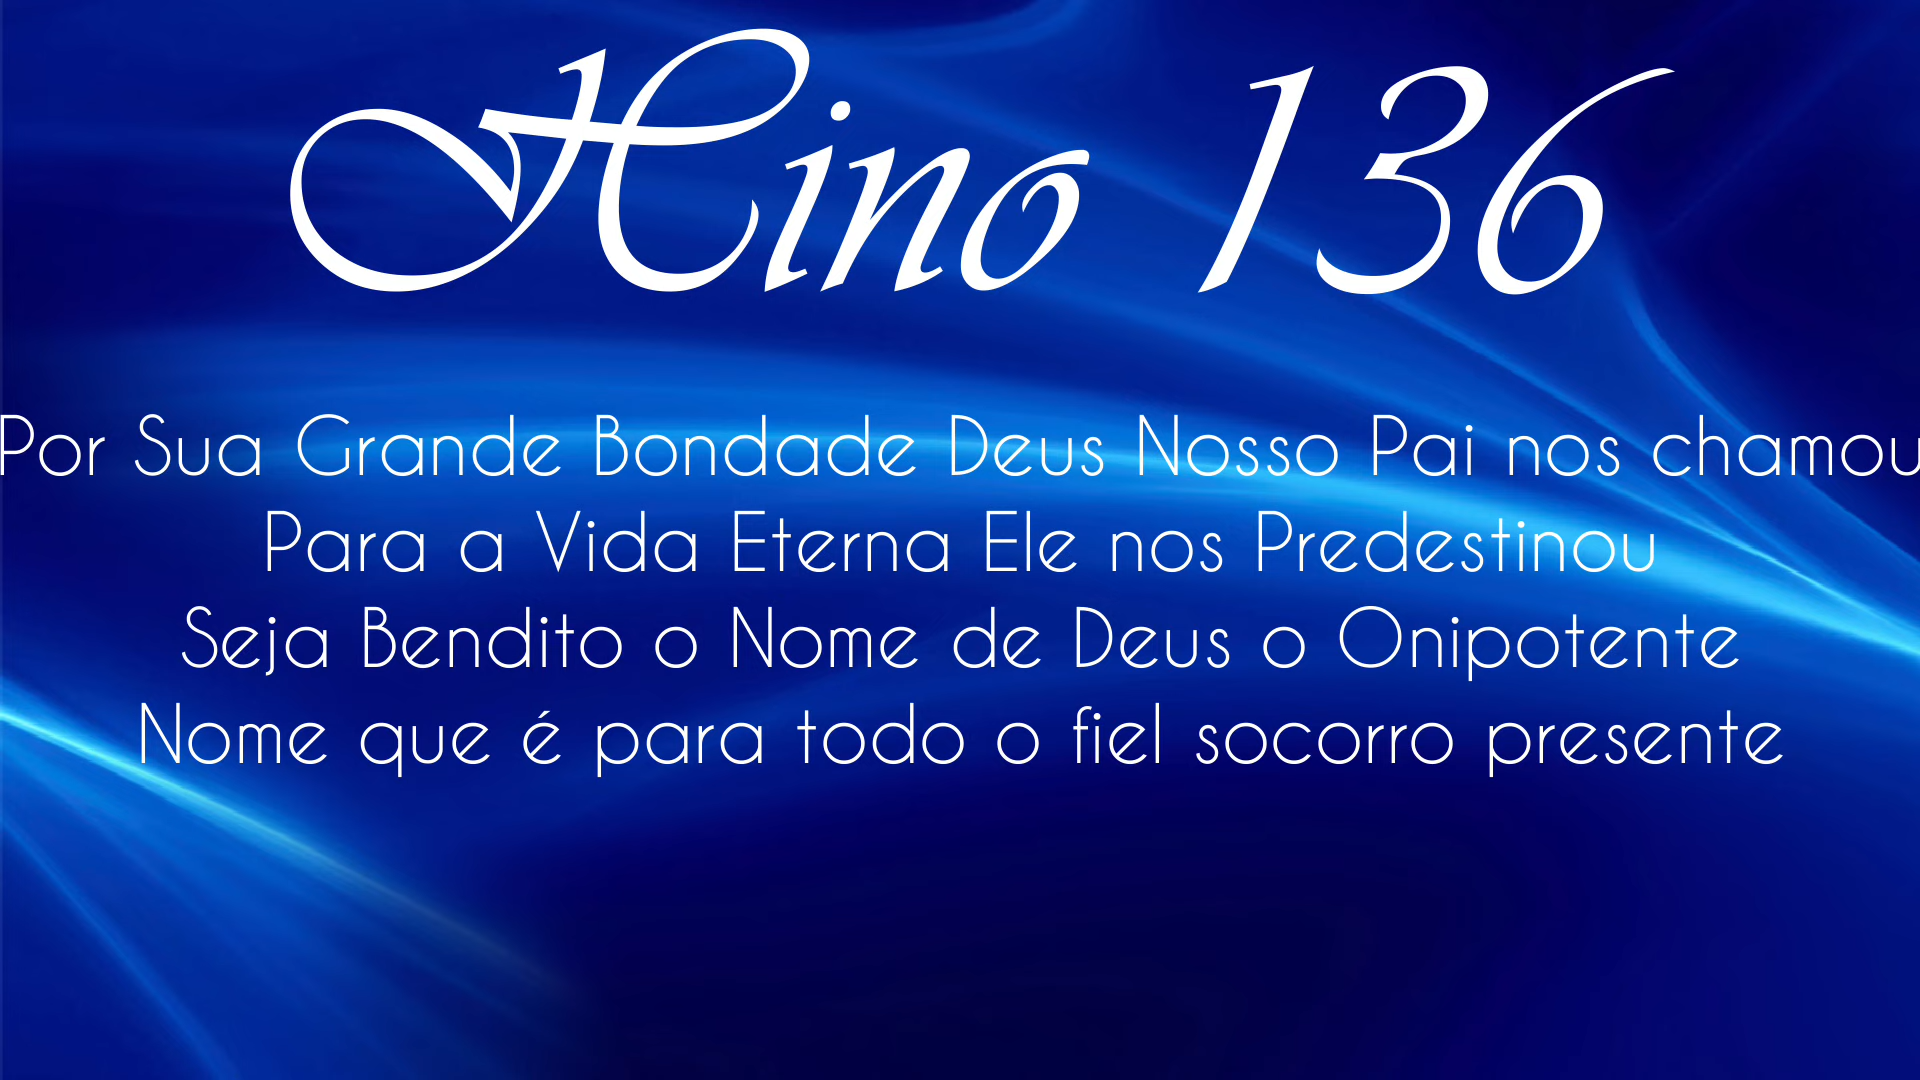 Hino 136
Por Sua Grande Bondade Deus Nosso Pai nos chamou
Para a Vida Eterna Ele nos Predestinou
Seja Bendito o Nome de Deus o Onipotente
Nome que é para todo o fiel socorro presente